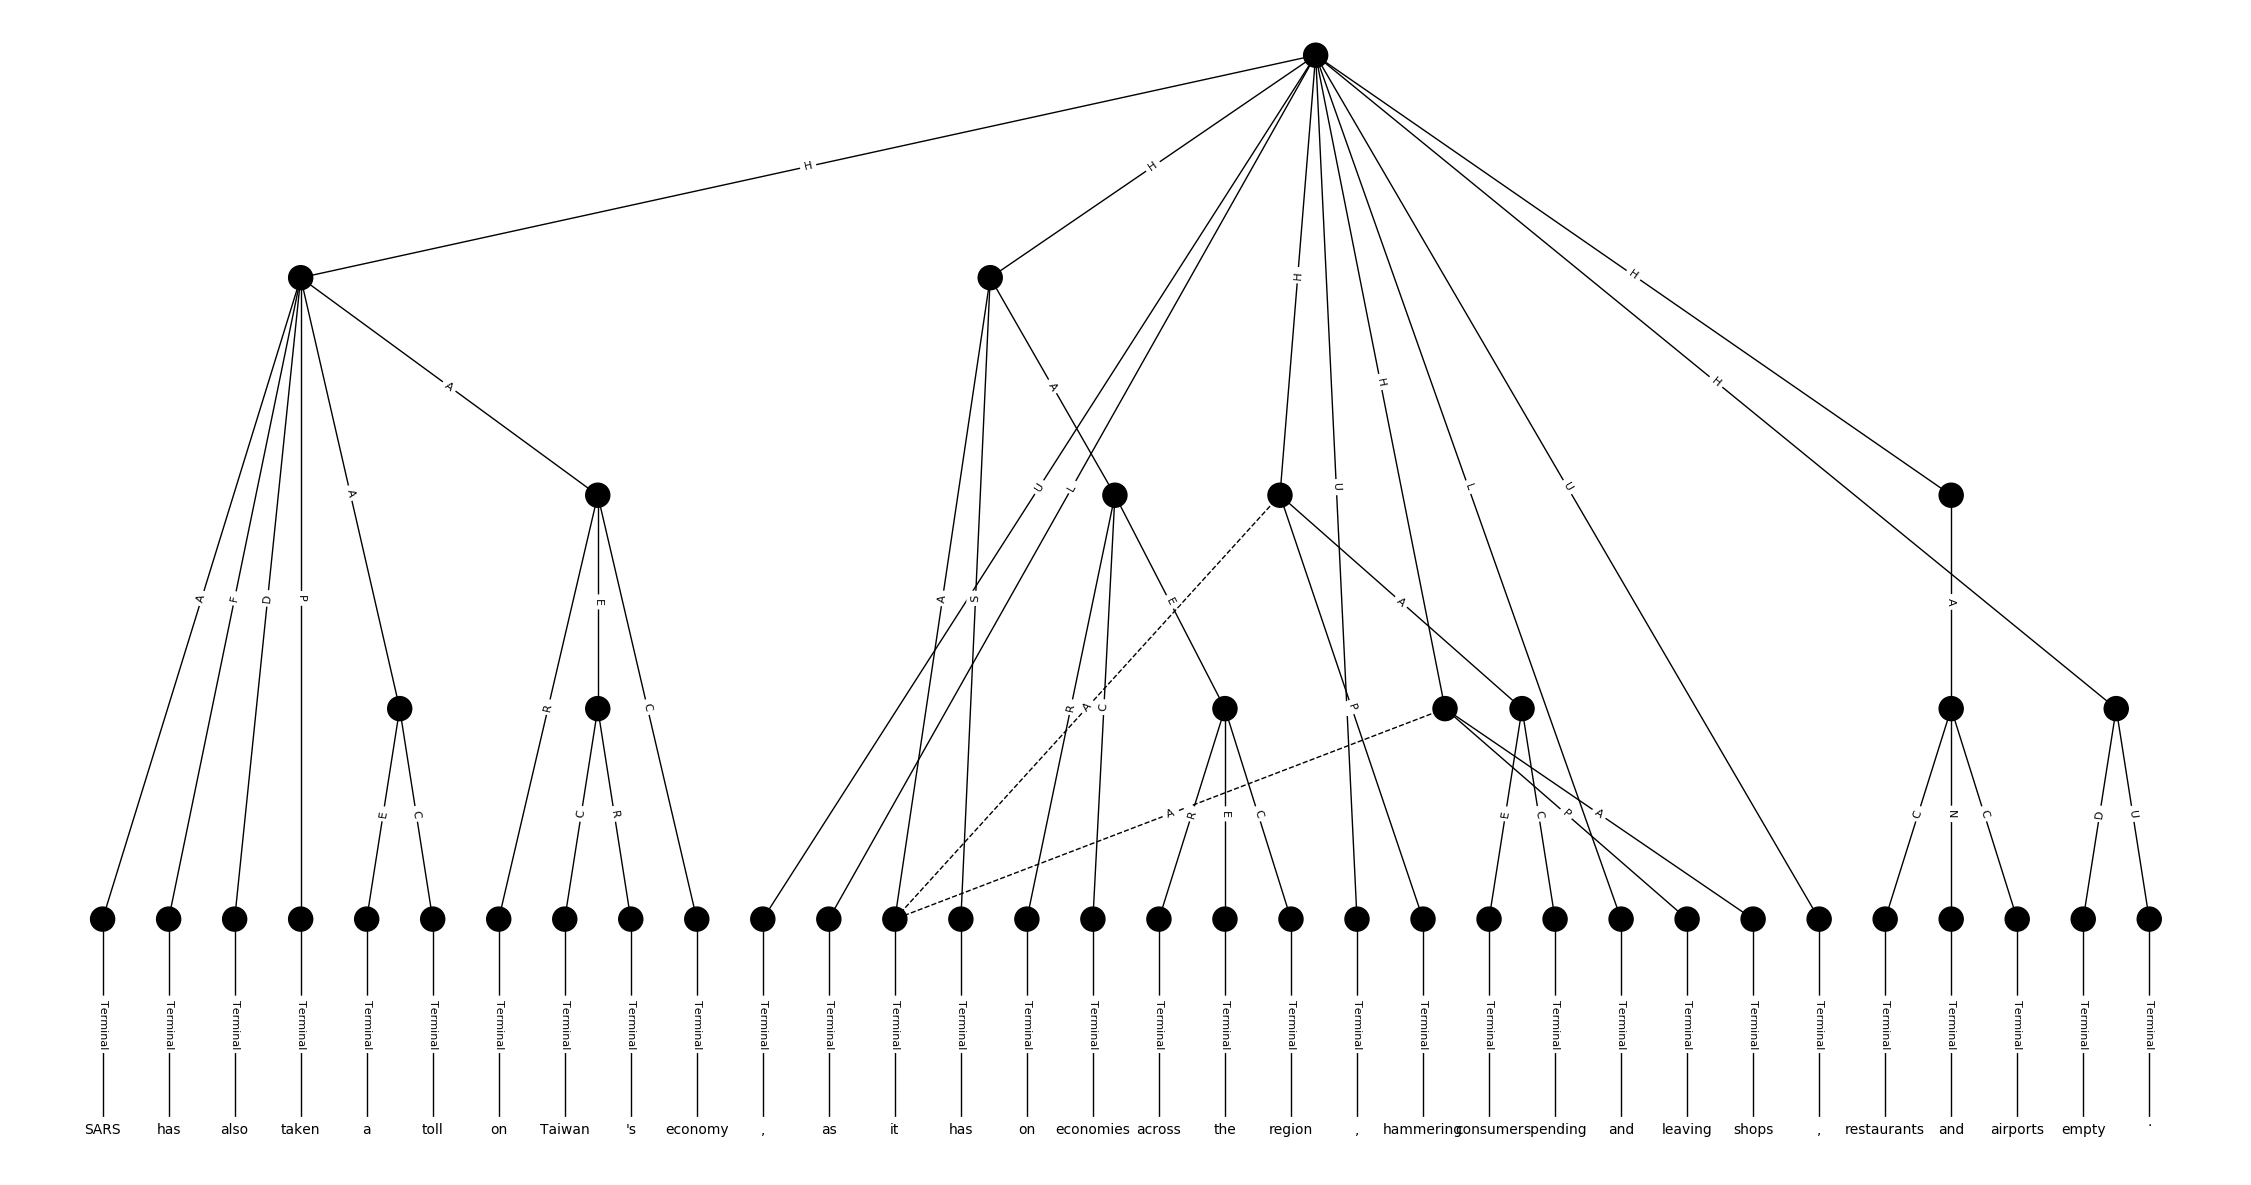 H H
H H
H H H
A A
A U L U L U
A F D P E A S E A A
R C R A C P
E C C R A R E C E C P A C N C D U
Terminal Terminal Terminal Terminal Terminal Terminal Terminal Terminal Terminal Terminal Terminal Terminal Terminal Terminal Terminal Terminal Terminal Terminal Terminal Terminal Terminal Terminal Terminal Terminal Terminal Terminal Terminal Terminal Terminal Terminal Terminal Terminal
SARS has also taken a toll on Taiwan 's economy , as it has on economies across the region , hammering consumer spending and leaving shops , restaurants and airports empty .